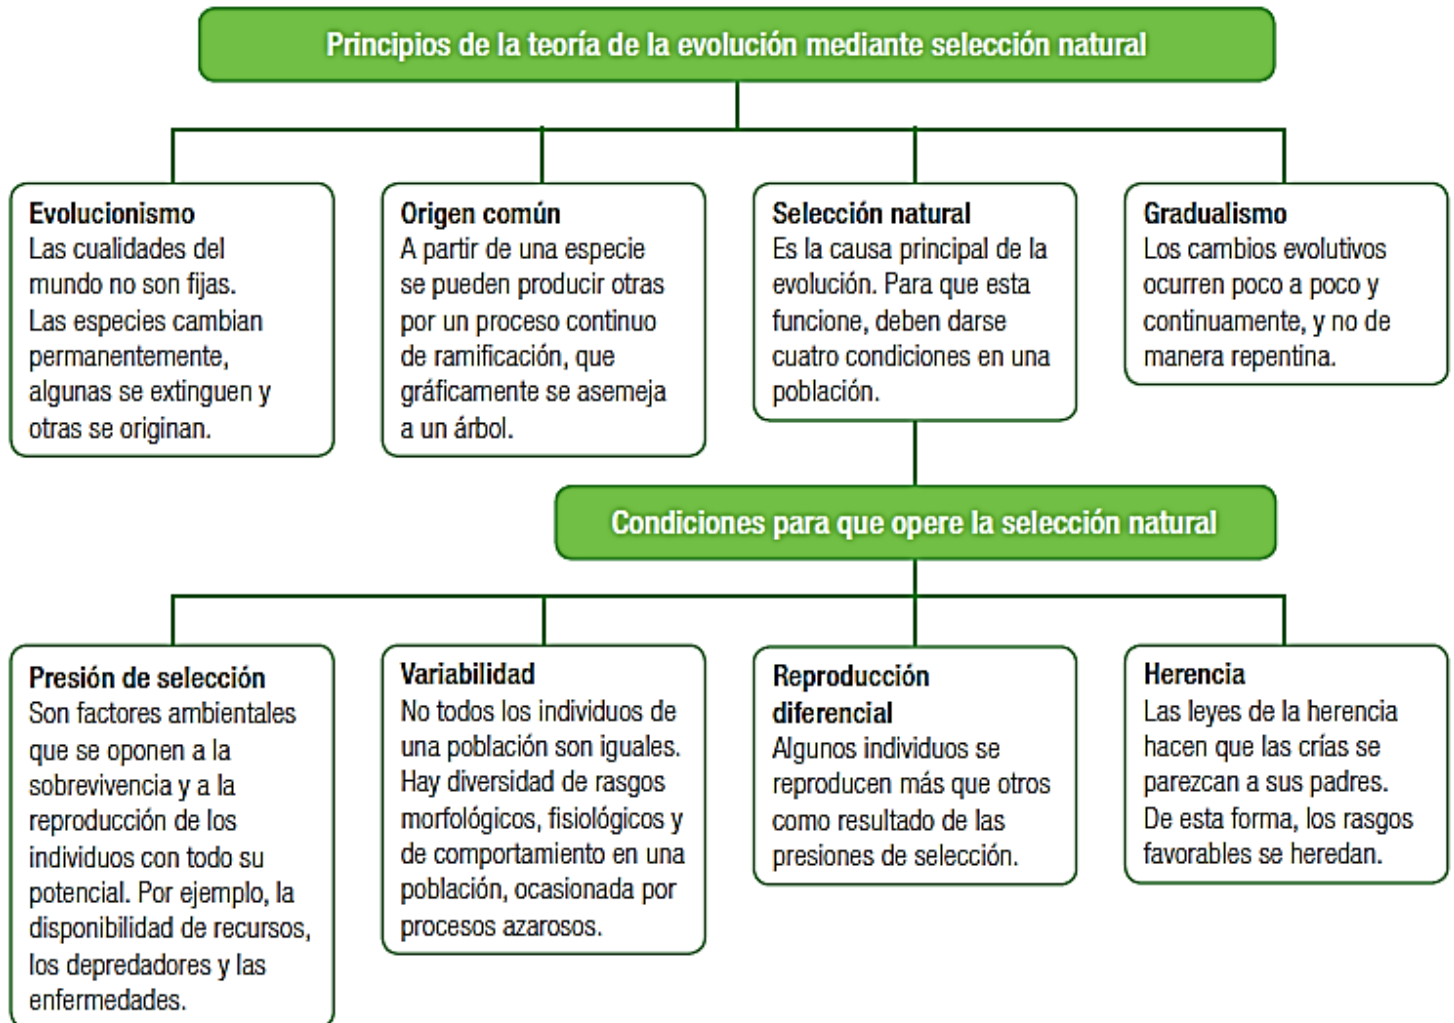 Principios de la teoría de la evolución mediante selección natural
Evolucionismo
Las cualidades del
mundo no son fijas.
Las especies cambian
permanentemente,
algunas se extinguen y
otras se originan.
Origen común
A partir de una especie
se pueden producir otras
por un proceso continuo
de ramificación, que
gráficamente se asemeja
a un árbol.
Selección natural
Es la causa principal de la
evolución. Para que esta
funcione, deben darse
cuatro condiciones en una
población.
Gradualismo
Los cambios evolutivos
ocurren poco a poco y
continuamente, y no de
manera repentina.
Condiciones para que opere la selección natural
Presión de selección
Son factores ambientales
que se oponen a la
sobrevivencia y a la
reproducción de los
individuos con todo su
potencial. Por ejemplo, la
disponibilidad de recursos,
los depredadores y las
enfermedades.
Variabilidad
No todos los individuos de
una población son iguales.
Hay diversidad de rasgos
morfológicos, fisiológicos y
de comportamiento en una
población, ocasionada por
procesos azarosos.
Reproducción
diferencial
Algunos individuos se
reproducen más que otros
como resultado de las
presiones de selección.
Herencia
Las leyes de la herencia
hacen que las crías se
parezcan a sus padres.
De esta forma, los rasgos
favorables se heredan.